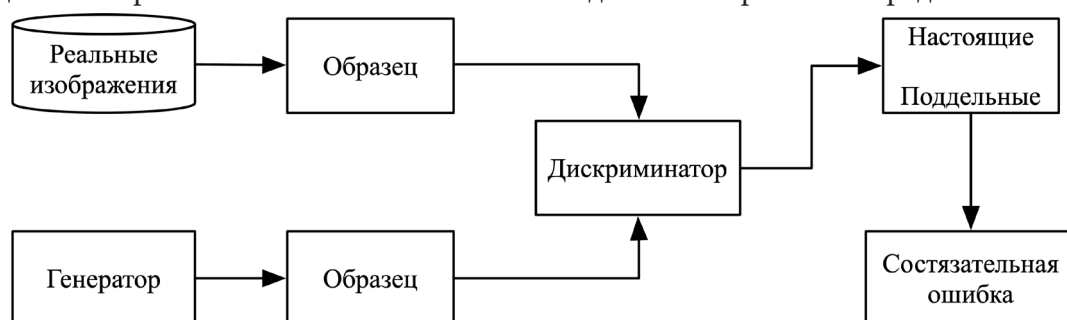 Реальные
изображения
Образец
Дискриминатор
Настоящие
Поддельные
Генератор
Образец
Состязательная
ошибка